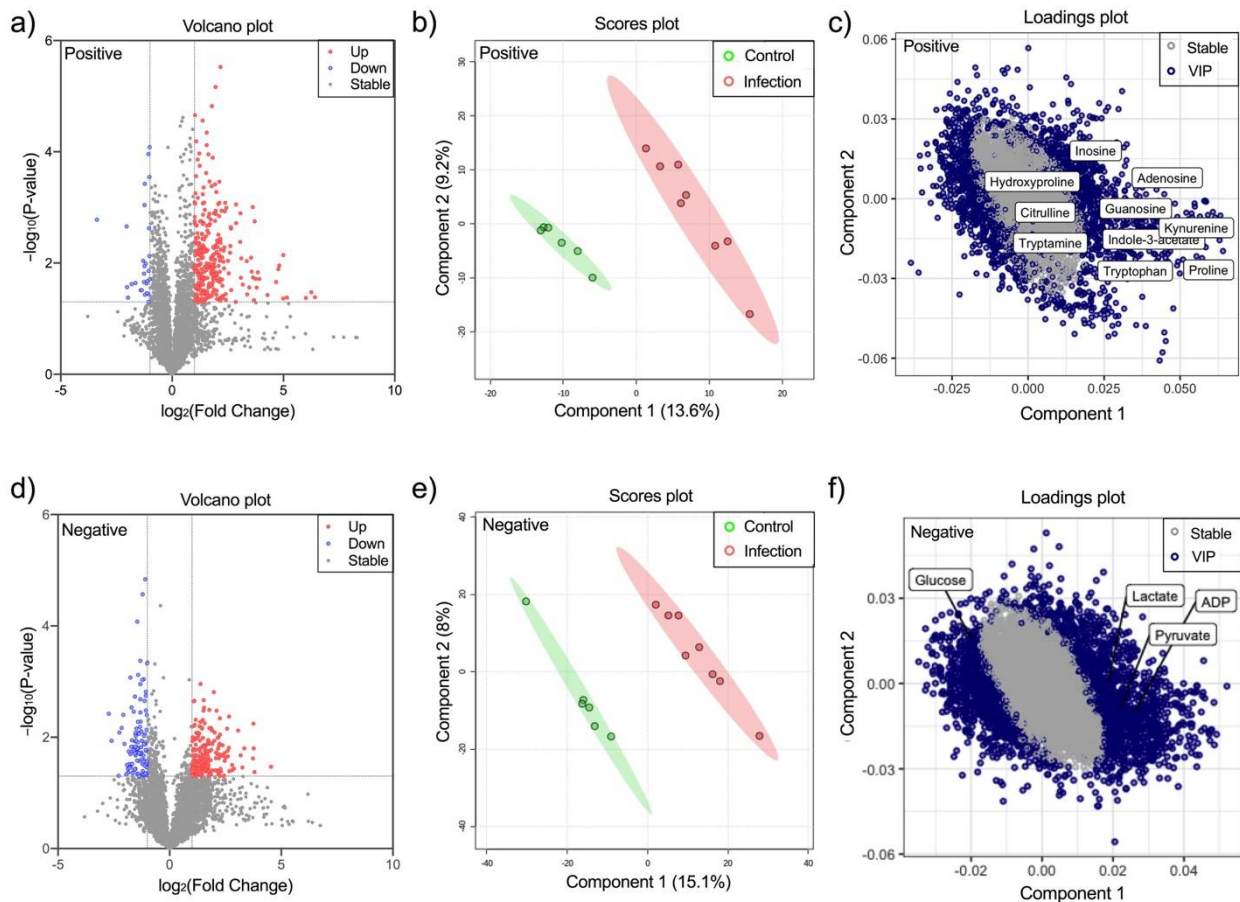 a)
Volcano plot
Positive
Up
Down
Stable
−log₁₀(P-value)
6
4
2
0
-5
0
5
10
log₂(Fold Change)
b)
Scores plot
Positive
Control
Infection
Component 2 (9.2%)
30
20
10
0
-10
-20
-20
-10
0
10
20
Component 1 (13.6%)
c)
Loadings plot
Positive
Stable
VIP
Component 2
0.06
0.03
0.00
-0.03
-0.06
Inosine
Hydroxyproline
Adenosine
Citrulline
Guanosine
Kynurenine
Tryptamine
Indole-3-acetate
Tryptophan
Proline
-0.025
0.000
0.025
0.050
Component 1
d)
Volcano plot
Negative
Up
Down
Stable
−log₁₀(P-value)
6
4
2
0
-5
0
5
10
log₂(Fold Change)
e)
Scores plot
Negative
Control
Infection
Component 2 (8%)
40
20
0
-20
-40
-40
-20
0
20
40
Component 1 (15.1%)
f)
Loadings plot
Negative
Stable
VIP
Component 2
0.03
0.00
-0.03
-0.06
Glucose
Lactate
ADP
Pyruvate
-0.02
0.00
0.02
0.04
Component 1